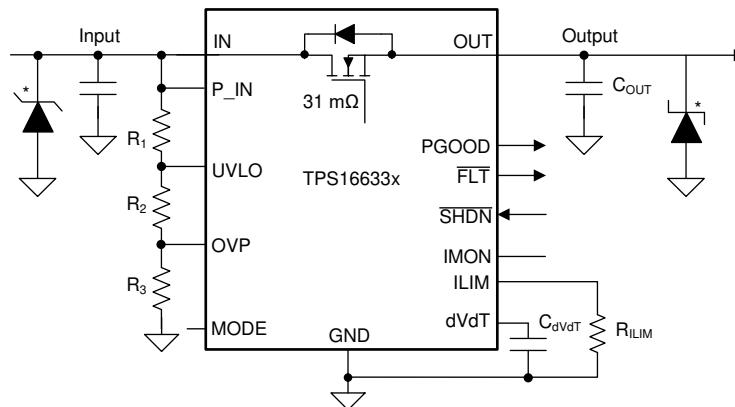 Input
IN
OUT
Output
*
P_IN
31 mΩ
COUT
*
R1
PGOOD
UVLO
TPS16633x
FLT
R2
SHDN
OVP
IMON
ILIM
R3
MODE
dVdT
CdVdT
RILIM
GND